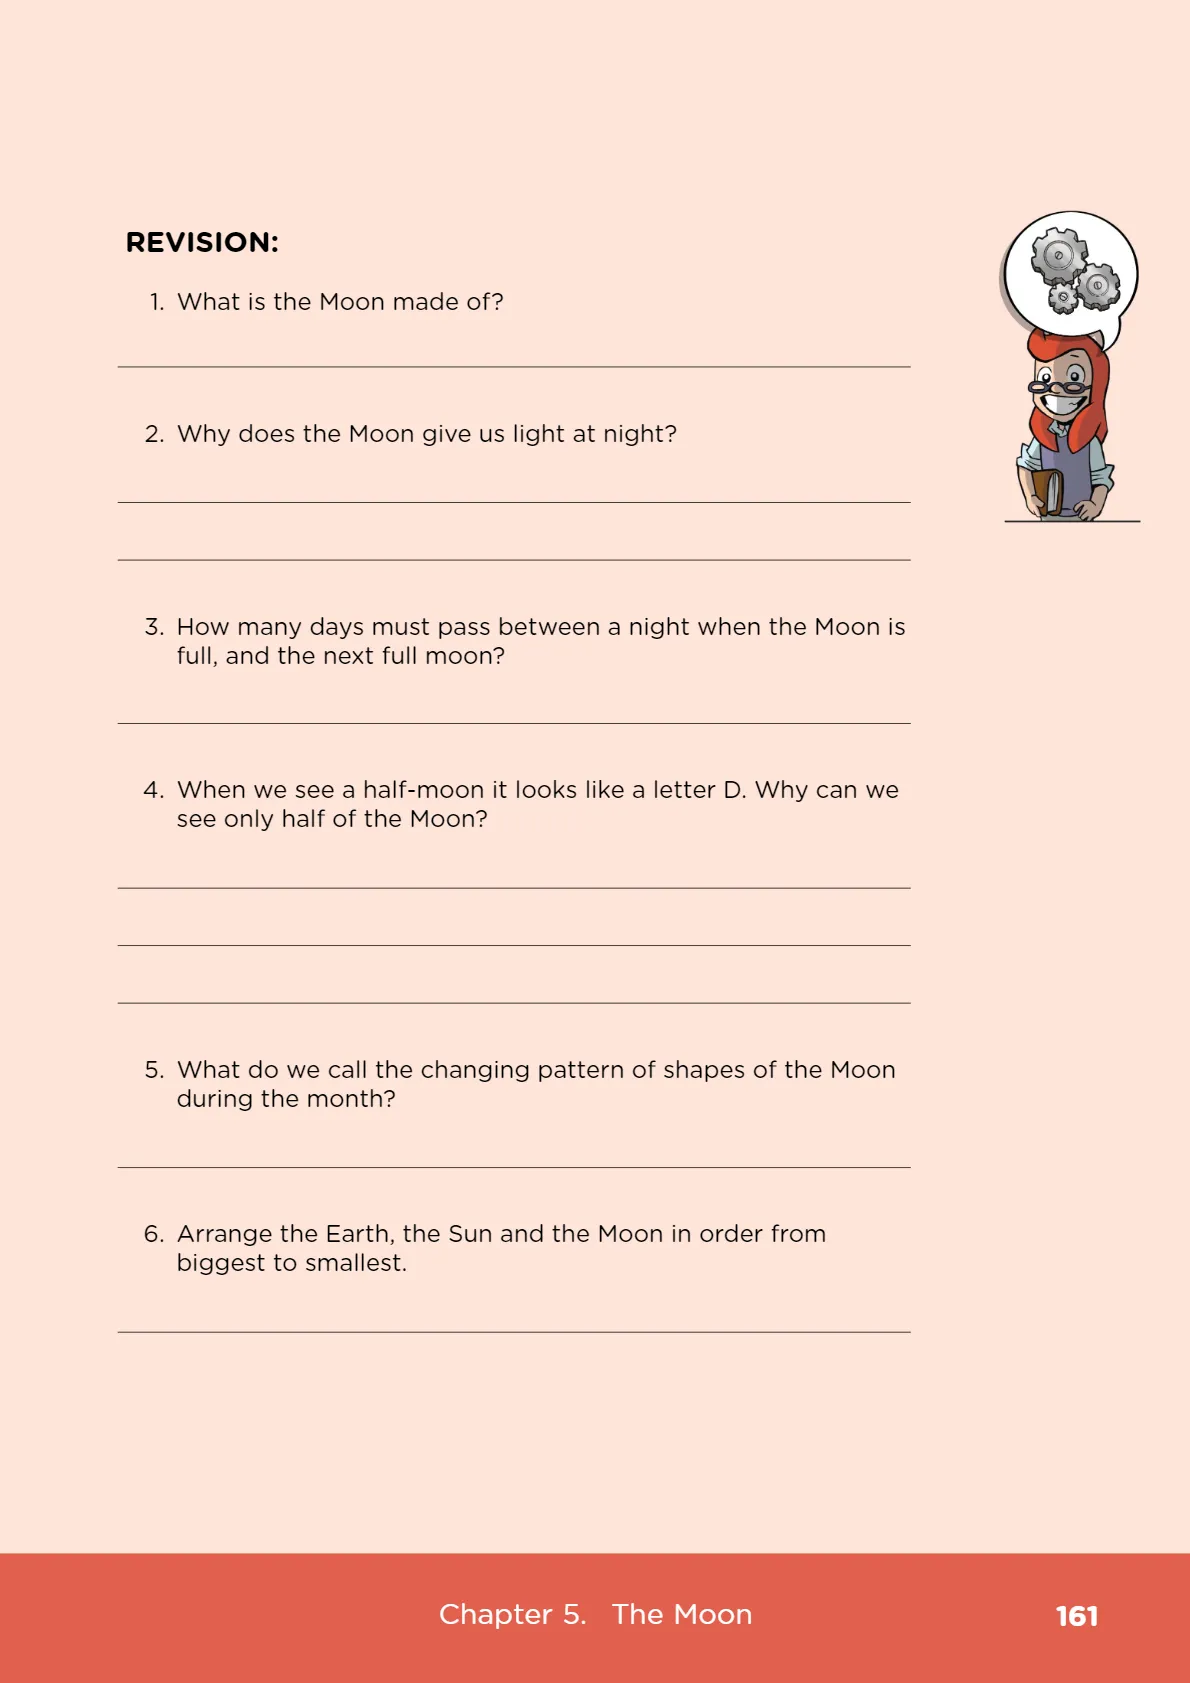 REVISION:
1. What is the Moon made of?
2. Why does the Moon give us light at night?
3. How many days must pass between a night when the Moon is
full, and the next full moon?
4. When we see a half-moon it looks like a letter D. Why can we
see only half of the Moon?
5. What do we call the changing pattern of shapes of the Moon
during the month?
6. Arrange the Earth, the Sun and the Moon in order from
biggest to smallest.
Chapter 5. The Moon
161